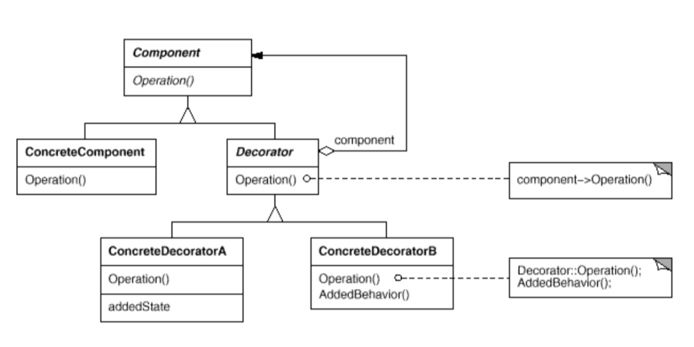 Component
Operation()
component
ConcreteComponent
Operation()
Decorator
Operation()
component->Operation()
ConcreteDecoratorA
Operation()
addedState
ConcreteDecoratorB
Operation()
AddedBehavior()
Decorator::Operation();
AddedBehavior();